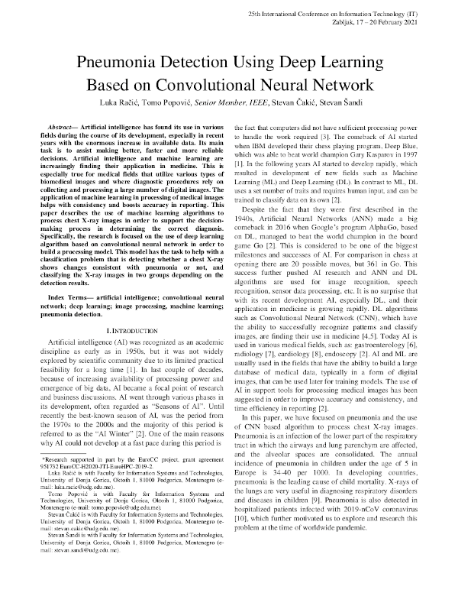 25th International Conference on Information Technology (IT)
Zabljak, 17 – 20 February 2021
Pneumonia Detection Using Deep Learning
Based on Convolutional Neural Network
Luka Račić, Tomo Popović, Senior Member, IEEE, Stevan Čakić, Stevan Šandi
Abstract— Artificial intelligence has found its use in various
fields during the course of its development, especially in recent
years with the enormous increase in available data. Its main
task is to assist making better, faster and more reliable
decisions. Artificial intelligence and machine learning are
increasingly finding their application in medicine. This is
especially true for medical fields that utilize various types of
biomedical images and where diagnostic procedures rely on
collecting and processing a large number of digital images. The
application of machine learning in processing of medical images
helps with consistency and boosts accuracy in reporting. This
paper describes the use of machine learning algorithms to
process chest X-ray images in order to support the decision-
making process in determining the correct diagnosis.
Specifically, the research is focused on the use of deep learning
algorithm based on convolutional neural network in order to
build a processing model. This model has the task to help with a
classification problem that is detecting whether a chest X-ray
shows changes consistent with pneumonia or not, and
classifying the X-ray images in two groups depending on the
detection results.
Index Terms— artificial intelligence; convolutional neural
network; deep learning; image processing, machine learning;
pneumonia detection.
I. INTRODUCTION
Artificial intelligence (AI) was recognized as an academic
discipline as early as in 1950s, but it was not widely
explored by scientific community due to its limited practical
feasibility for a long time [1]. In last couple of decades,
because of increasing availability of processing power and
emergence of big data, AI became a focal point of research
and business discussions. AI went through various phases in
its development, often regarded as "Seasons of AI". Until
recently the best-known season of AI, was the period from
the 1970s to the 2000s and the majority of this period is
referred to as the "AI Winter" [2]. One of the main reasons
why AI could not develop at a fast pace during this period is
*Research supported in part by the EuroCC project, grant agreement
951732 EuroCC-H2020-JTI-EuroHPC-2019-2
Luka Račić is with Faculty for Information Systems and Technologies,
University of Donja Gorica, Oktoih 1, 81000 Podgorica, Montenegro (e-
mail: luka.racic@udg.edu.me).
Tomo Popović is with Faculty for Information Systems and
Technologies, University of Donja Gorica, Oktoih 1, 81000 Podgorica,
Montenegro (e-mail: tomo.popovic@udg.edu.me).
Stevan Čakić is with Faculty for Information Systems and Technologies,
University of Donja Gorica, Oktoih 1, 81000 Podgorica, Montenegro (e-
mail: stevan.cakic@udg.edu.me).
Stevan Šandi is with Faculty for Information Systems and Technologies,
University of Donja Gorica, Oktoih 1, 81000 Podgorica, Montenegro (e-
mail: stevan.sandi@udg.edu.me).
the fact that computers did not have sufficient processing power
to handle the work required [3]. The comeback of AI started
when IBM developed their chess playing program, Deep Blue,
which was able to beat world champion Gary Kasparov in 1997
[1]. In the following years AI started to develop rapidly, which
resulted in development of new fields such as Machine
Learning (ML) and Deep Learning (DL). In contrast to ML, DL
uses a set number of traits and requires human input, and can be
trained to classify data on its own [2].
Despite the fact that they were first described in the
1940s, Artificial Neural Networks (ANN) made a big
comeback in 2016 when Google's program AlphaGo, based
on DL, managed to beat the world champion in the board
game Go [2]. This is considered to be one of the biggest
milestones and successes of AI. For comparison in chess at
opening there are 20 possible moves, but 361 in Go. This
success further pushed AI research and ANN and DL
algorithms are used for image recognition, speech
recognition, sensor data processing, etc. It is no surprise that
with its recent development AI, especially DL, and their
application in medicine is growing rapidly. DL algorithms
such as Convolutional Neural Network (CNN), which have
the ability to successfully recognize patterns and classify
images, are finding their use in medicine [4,5]. Today AI is
used in various medical fields, such as: gastroenterology [6],
radiology [7], cardiology [8], endoscopy [2]. AI and ML are
usually used in the fields that have the ability to build a large
database of medical data, typically in a form of digital
images, that can be used later for training models. The use of
AI in support tools for processing medical images has been
suggested in order to improve accuracy and consistency, and
time efficiency in reporting [2].
In this paper, we have focused on pneumonia and the use
of CNN based algorithm to process chest X-ray images.
Pneumonia is an infection of the lower part of the respiratory
tract in which the airways and lung parenchym are affected,
and the alveolar spaces are consolidated. The annual
incidence of pneumonia in children under the age of 5 in
Europe is 34-40 per 1000. In developing countries,
pneumonia is the leading cause of child mortality. X-rays of
the lungs are very useful in diagnosing respiratory disorders
and diseases in children [9]. Pneumonia is also detected in
hospitalized patients infected with 2019-nCoV coronavirus
[10], which further motivated us to explore and research this
problem at the time of worldwide pandemic.